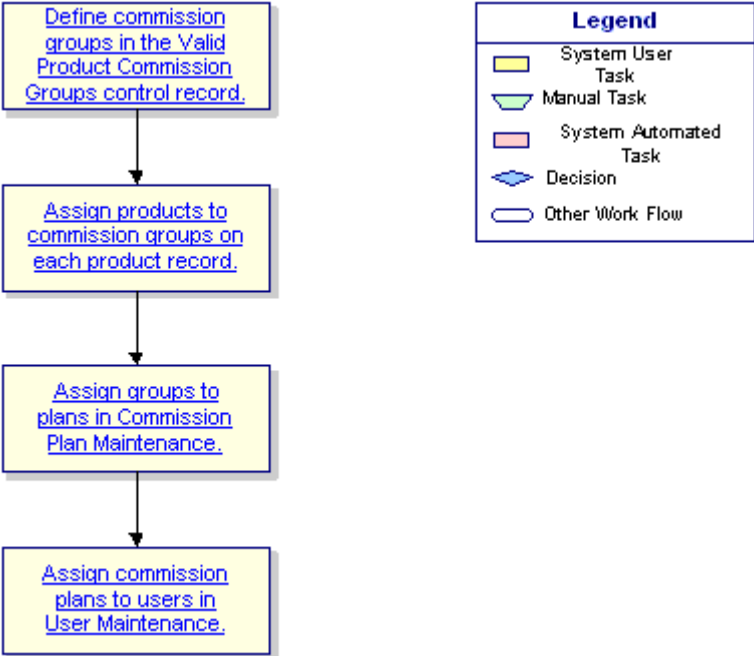 Define commission
groups in the Valid
Product Commission
Groups control record.
Assign products to
commission groups on
each product record.
Assign groups to
plans in Commission
Plan Maintenance.
Assign commission
plans to users in
User Maintenance.
Legend
System User
Task
Manual Task
System Automated
Task
Decision
Other Work Flow